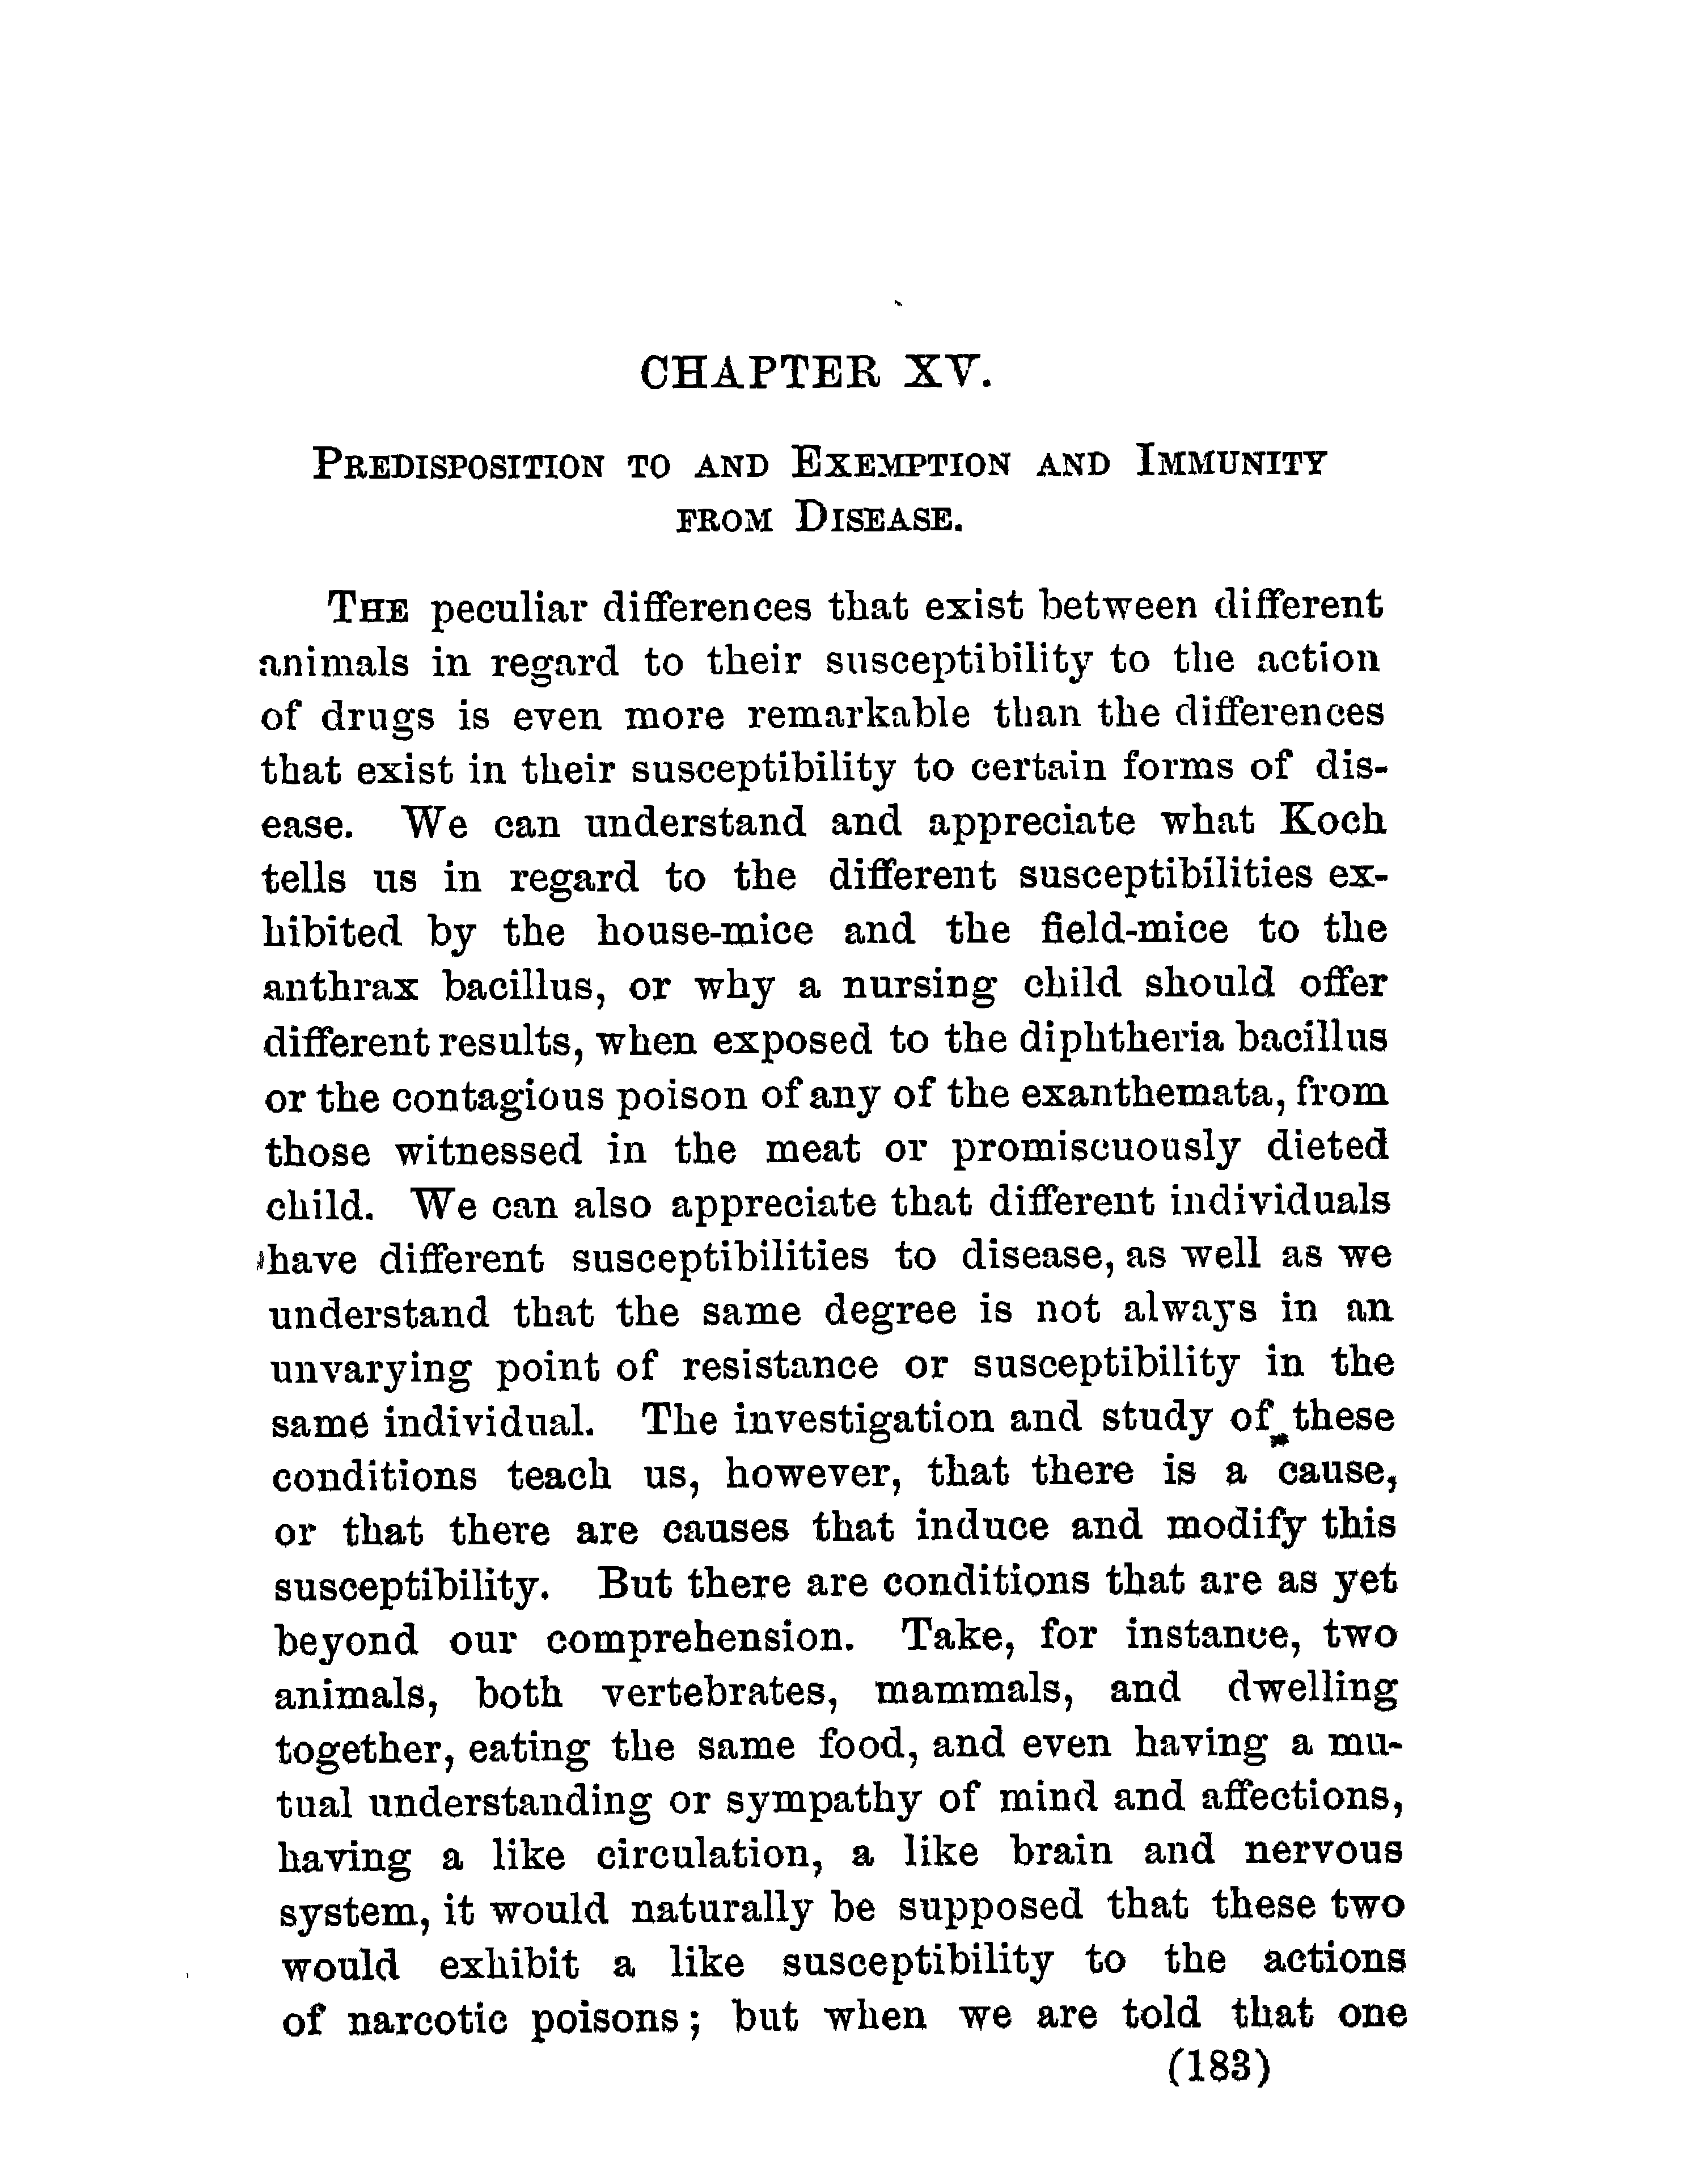 CHAPTER XV.
PREDISPOSITION TO AND EXEMPTION AND IMMUNITY
FROM DISEASE.
THE peculiar differences that exist between different
animals in regard to their susceptibility to the action
of drugs is even more remarkable than the differences
that exist in their susceptibility to certain forms of dis-
ease. We can understand and appreciate what Koch
tells us in regard to the different susceptibilities ex-
hibited by the house-mice and the field-mice to the
anthrax bacillus, or why a nursing child should offer
different results, when exposed to the diphtheria bacillus
or the contagious poison of any of the exanthemata, from
those witnessed in the meat or promiscuously dieted
child. We can also appreciate that different individuals
have different susceptibilities to disease, as well as we
understand that the same degree is not always in an
unvarying point of resistance or susceptibility in the
same individual. The investigation and study of these
conditions teach us, however, that there is a cause,
or that there are causes that induce and modify this
susceptibility. But there are conditions that are as yet
beyond our comprehension. Take, for instance, two
animals, both vertebrates, mammals, and dwelling
together, eating the same food, and even having a mu-
tual understanding or sympathy of mind and affections,
having a like circulation, a like brain and nervous
system, it would naturally be supposed that these two
would exhibit a like susceptibility to the actions
of narcotic poisons; but when we are told that one
(183)